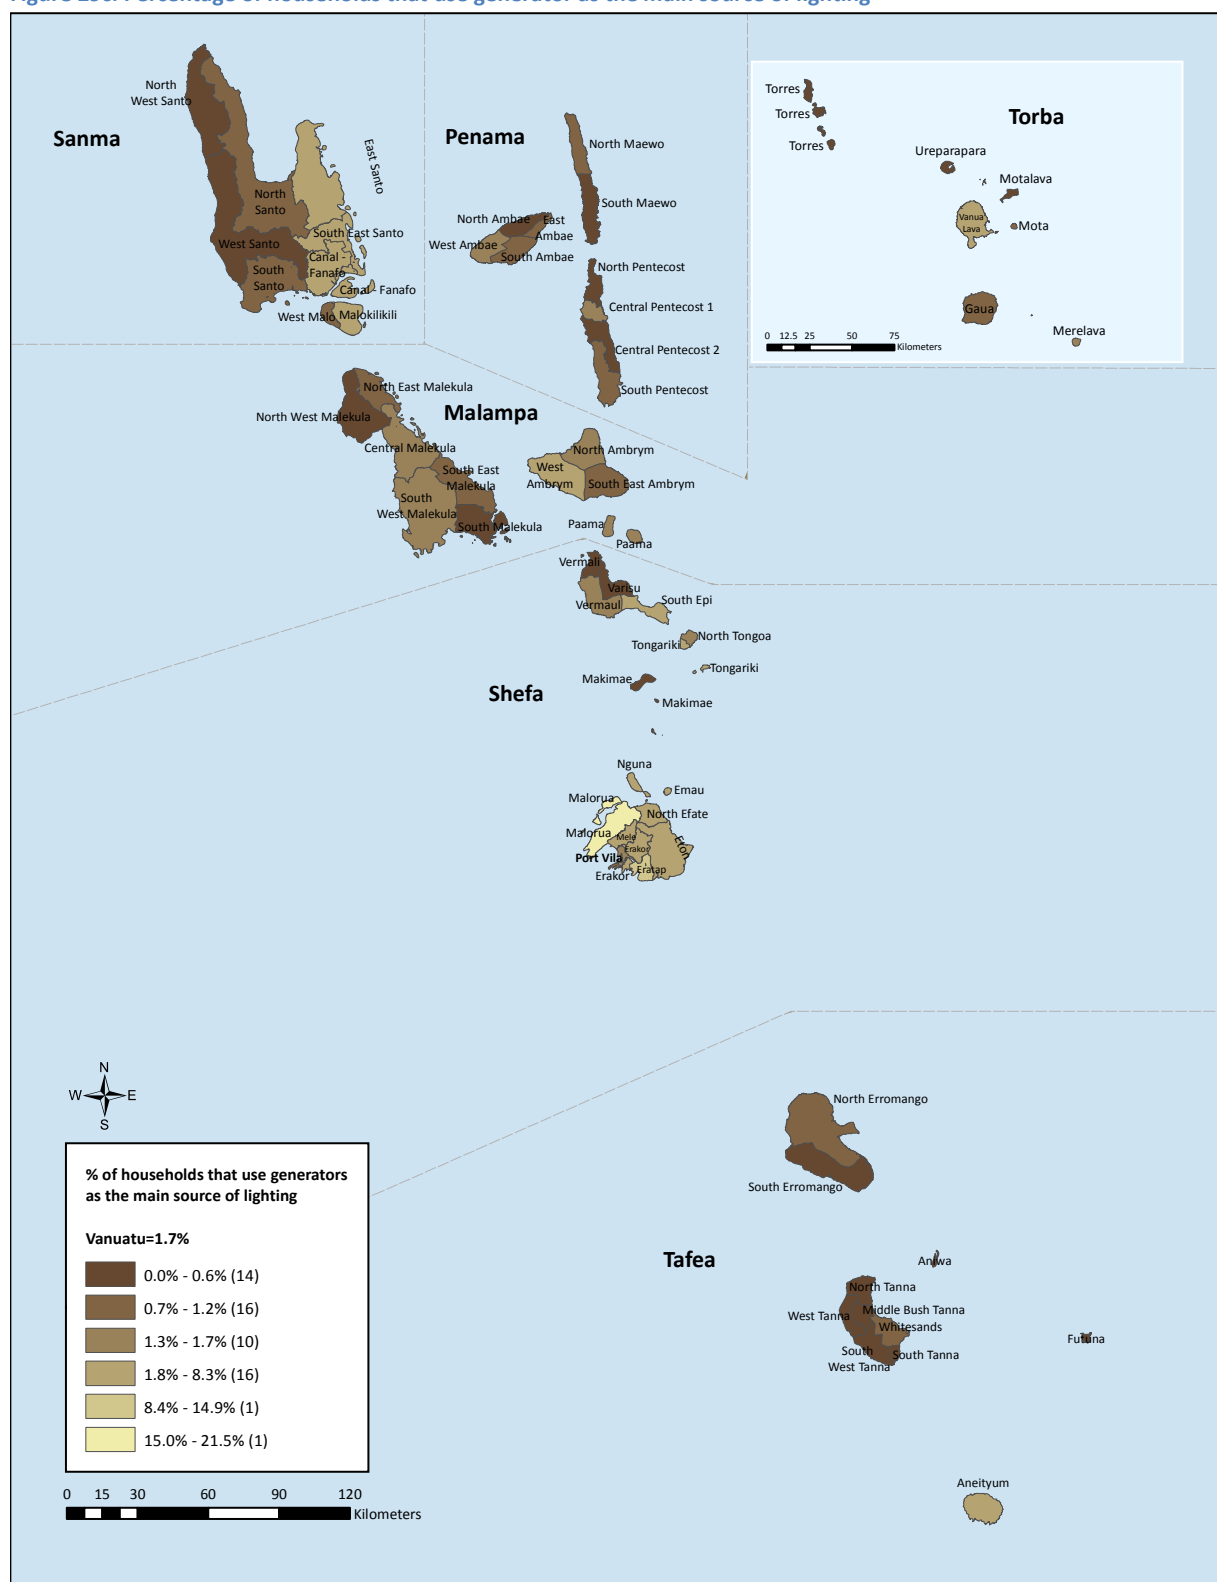 North
West Santo
Sanma
East Santo
North
Santo
South East Santo
West Santo
Canal -
Fanafo
South
Santo
Canal - Fanafo
West Malo
Malokilikili
Penama
North Maewo
South Maewo
North Ambae
East
Ambae
West Ambae
South Ambae
North Pentecost
Central Pentecost 1
Central Pentecost 2
South Pentecost
Torba
Torres
Torres
Torres
Ureparapara
Motalava
Vanua
Lava
Mota
Gaua
Merelava
0 12.5 25 50 75
Kilometers
Malampa
North East Malekula
North West Malekula
Central Malekula
South East
Malekula
South
West Malekula
South Malekula
North Ambrym
West
Ambrym
South East Ambrym
Paama
Paama
Vermali
Varisu
Vermaul
South Epi
North Tongoa
Tongariki
Tongariki
Makimae
Makimae
Shefa
Nguna
Emau
Malorua
North Efate
Malorua
Mele
Erakor
Eton
Port Vila
Eratap
Erakor
N
W E
S
% of households that use generators
as the main source of lighting
Vanuatu=1.7%
0.0% - 0.6% (14)
0.7% - 1.2% (16)
1.3% - 1.7% (10)
1.8% - 8.3% (16)
8.4% - 14.9% (1)
15.0% - 21.5% (1)
0 15 30 60 90 120
Kilometers
North Erromango
South Erromango
Tafea
Aniwa
North Tanna
West Tanna
Middle Bush Tanna
Whitesands
South
West Tanna
South Tanna
Futuna
Aneityum